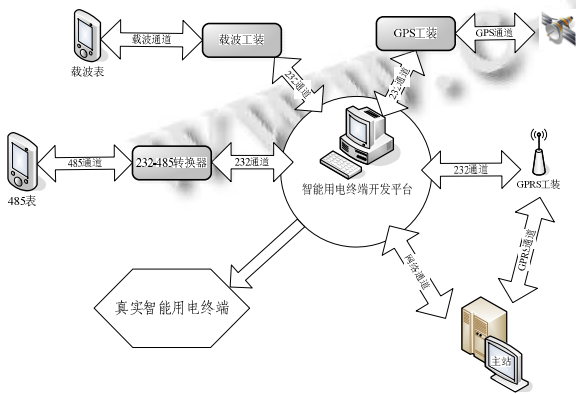 载波通道
载波工装
GPS工装
GPS通道
载波表
232通道
232通道
485通道
232-485转换器
232通道
智能用电终端开发平台
232通道
GPRS工装
485表
网络通道
GPRS通道
真实智能用电终端
主站